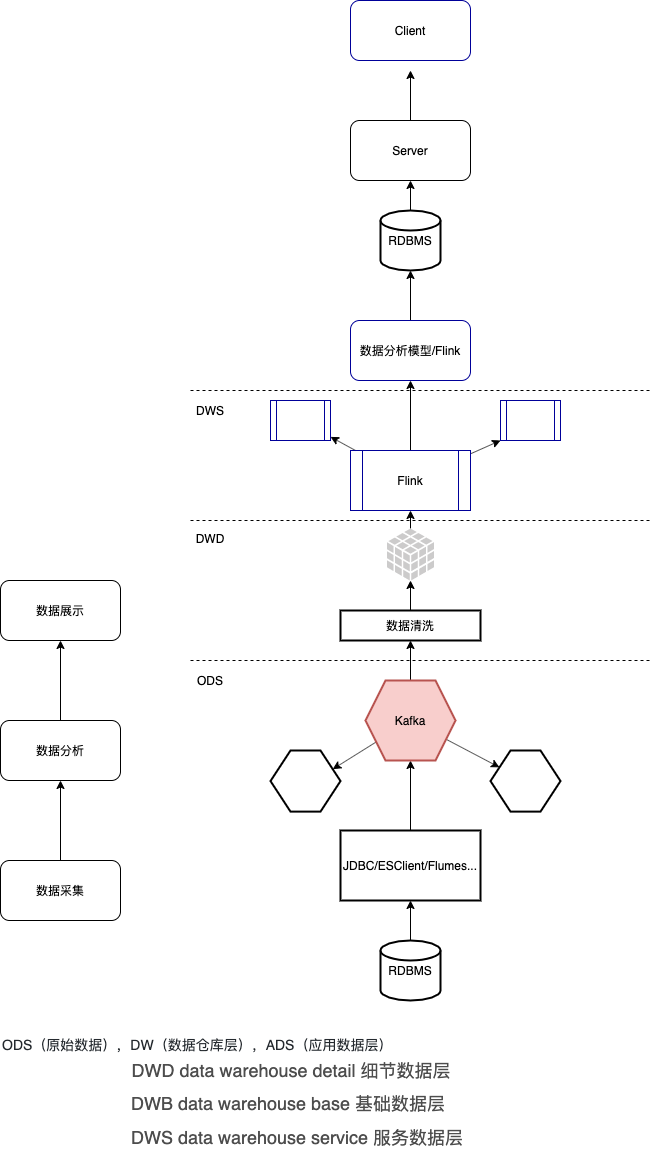 Client
Server
RDBMS
数据分析模型/Flink
DWS
Flink
DWD
数据展示
数据清洗
ODS
Kafka
数据分析
JDBC/ESClient/Flumes...
数据采集
RDBMS
ODS（原始数据），DW（数据仓库层），ADS（应用数据层）
DWD data warehouse detail 细节数据层
DWB data warehouse base 基础数据层
DWS data warehouse service 服务数据层